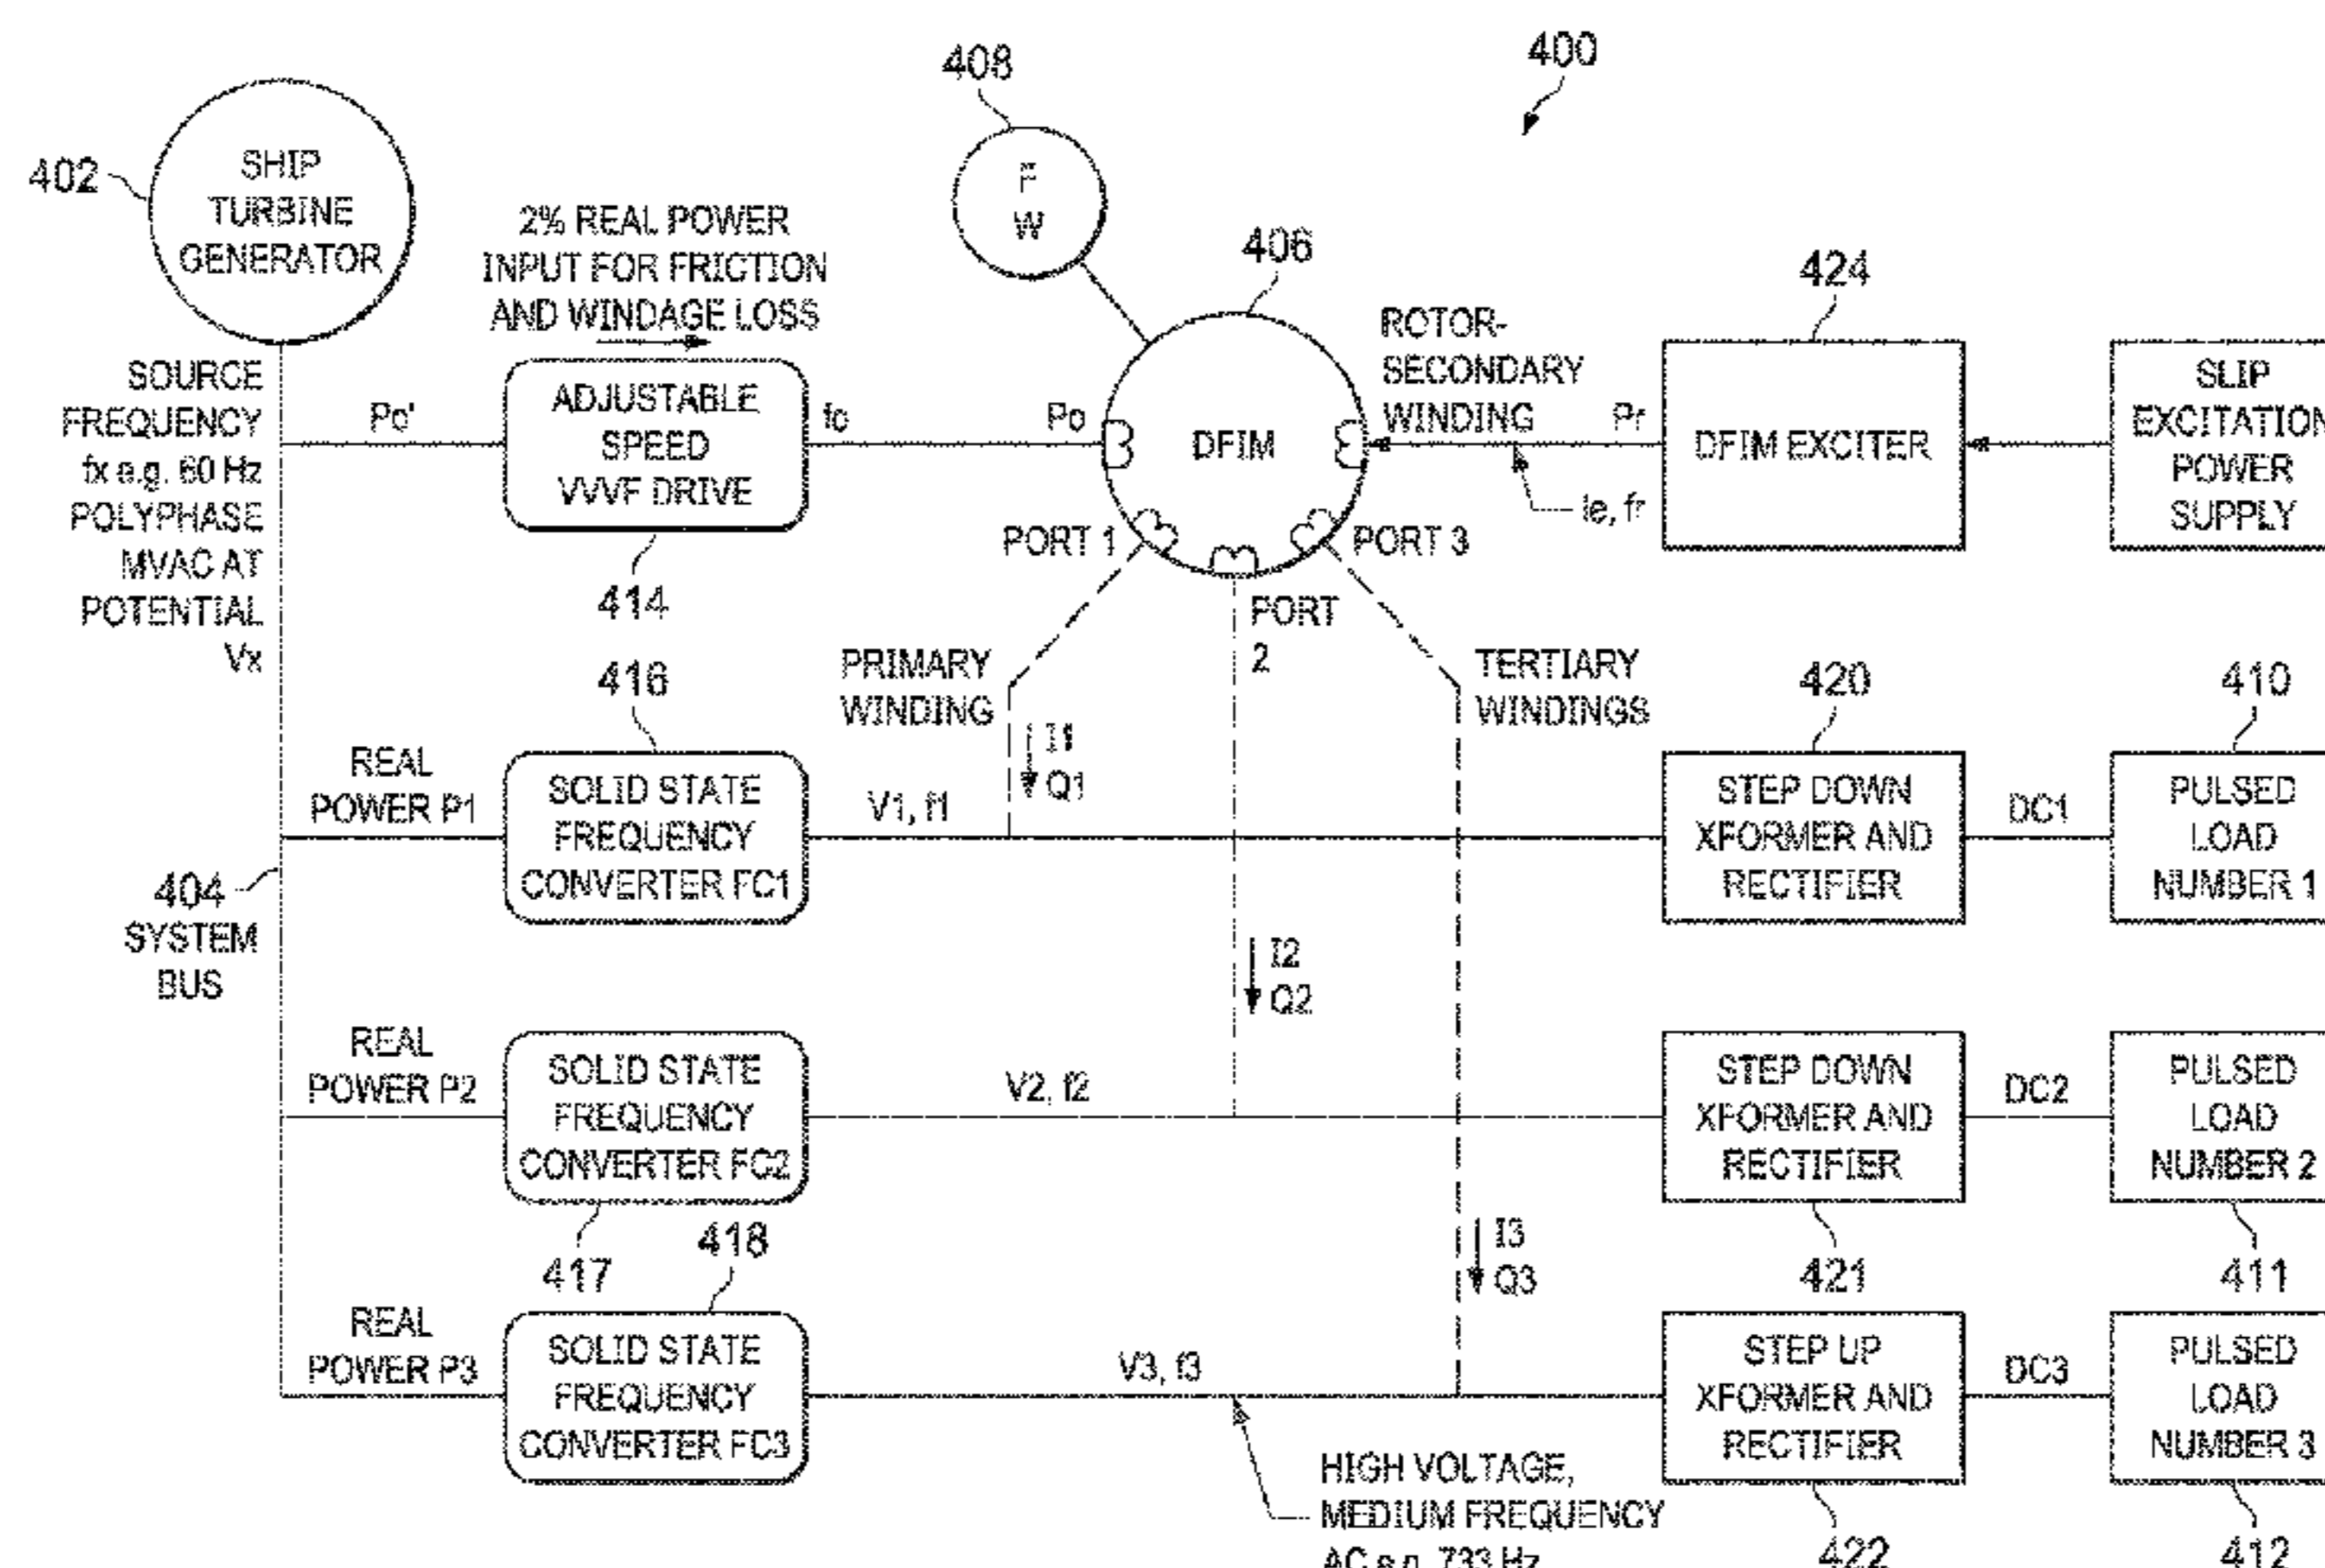 400
408
F
W
402
SHIP
TURBINE
GENERATOR
2% REAL POWER
INPUT FOR FRICTION
AND WINDAGE LOSS
406
424
SOURCE
FREQUENCY
fx e.g. 60 Hz
POLYPHASE
MVAC AT
POTENTIAL
Vx
Po'
ADJUSTABLE
SPEED
VVVF DRIVE
414
fo
Po
DFIM
ROTOR-
SECONDARY
WINDING
Pr
Ie, fr
DFIM EXCITER
SLIP
EXCITATION
POWER
SUPPLY
PORT 1
PORT
2
PORT 3
PRIMARY
WINDING
TERTIARY
WINDINGS
416
420
410
REAL
POWER P1
SOLID STATE
FREQUENCY
CONVERTER FC1
V1, f1
I1
Q1
STEP DOWN
XFORMER AND
RECTIFIER
DC1
PULSED
LOAD
NUMBER 1
404
SYSTEM
BUS
I2
Q2
REAL
POWER P2
SOLID STATE
FREQUENCY
CONVERTER FC2
417
V2, f2
STEP DOWN
XFORMER AND
RECTIFIER
421
DC2
PULSED
LOAD
NUMBER 2
411
418
I3
Q3
REAL
POWER P3
SOLID STATE
FREQUENCY
CONVERTER FC3
V3, f3
STEP UP
XFORMER AND
RECTIFIER
422
DC3
PULSED
LOAD
NUMBER 3
412
HIGH VOLTAGE,
MEDIUM FREQUENCY
AC e.g. 733 Hz